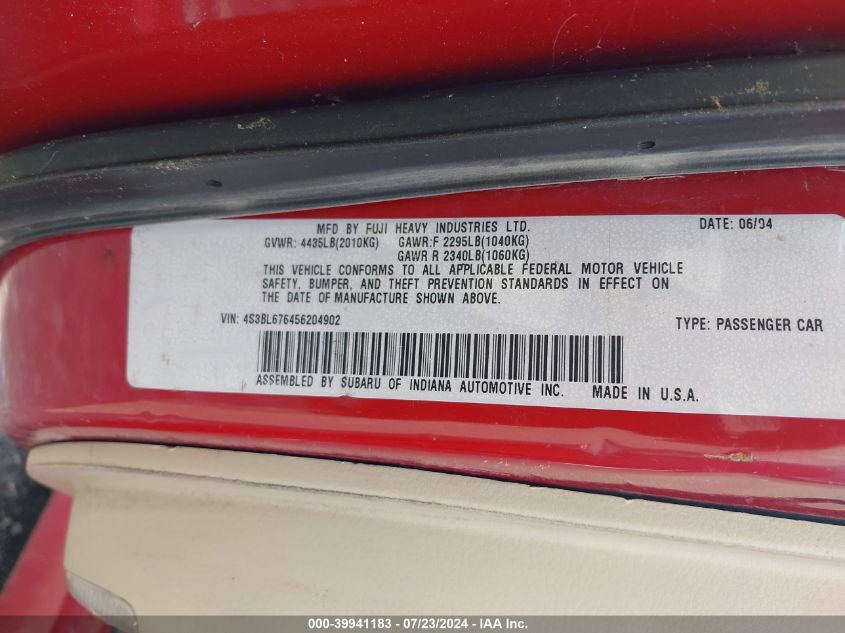 MFD BY FUJI HEAVY INDUSTRIES LTD. DATE: 06/04
GVWR: 4435LB(2010KG) GAWR:F 2295LB(1040KG)
GAWR R 2340LB(1060KG)
THIS VEHICLE CONFORMS TO ALL APPLICABLE FEDERAL MOTOR VEHICLE
SAFETY, BUMPER, AND THEFT PREVENTION STANDARDS IN EFFECT ON
THE DATE OF MANUFACTURE SHOWN ABOVE.
VIN: 4S3BL676456204902 TYPE: PASSENGER CAR
ASSEMBLED BY SUBARU OF INDIANA AUTOMOTIVE INC. MADE IN U.S.A.
000-39941183 - 07/23/2024 - IAA Inc.